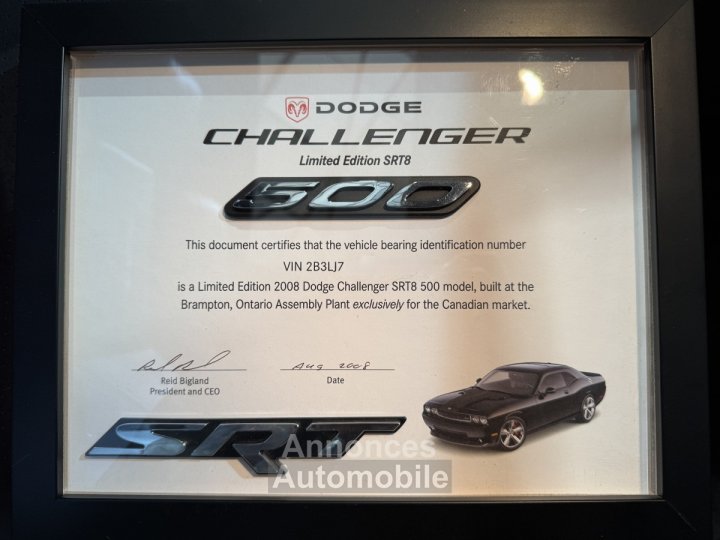 DODGE
CHALLENGER
Limited Edition SRT8
500
This document certifies that the vehicle bearing identification number
VIN 2B3LJ7
is a Limited Edition 2008 Dodge Challenger SRT8 500 model, built at the
Brampton, Ontario Assembly Plant exclusively for the Canadian market.
Aug 2008
Reid Bigland
Date
President and CEO
SRT
Annonces
Automobile